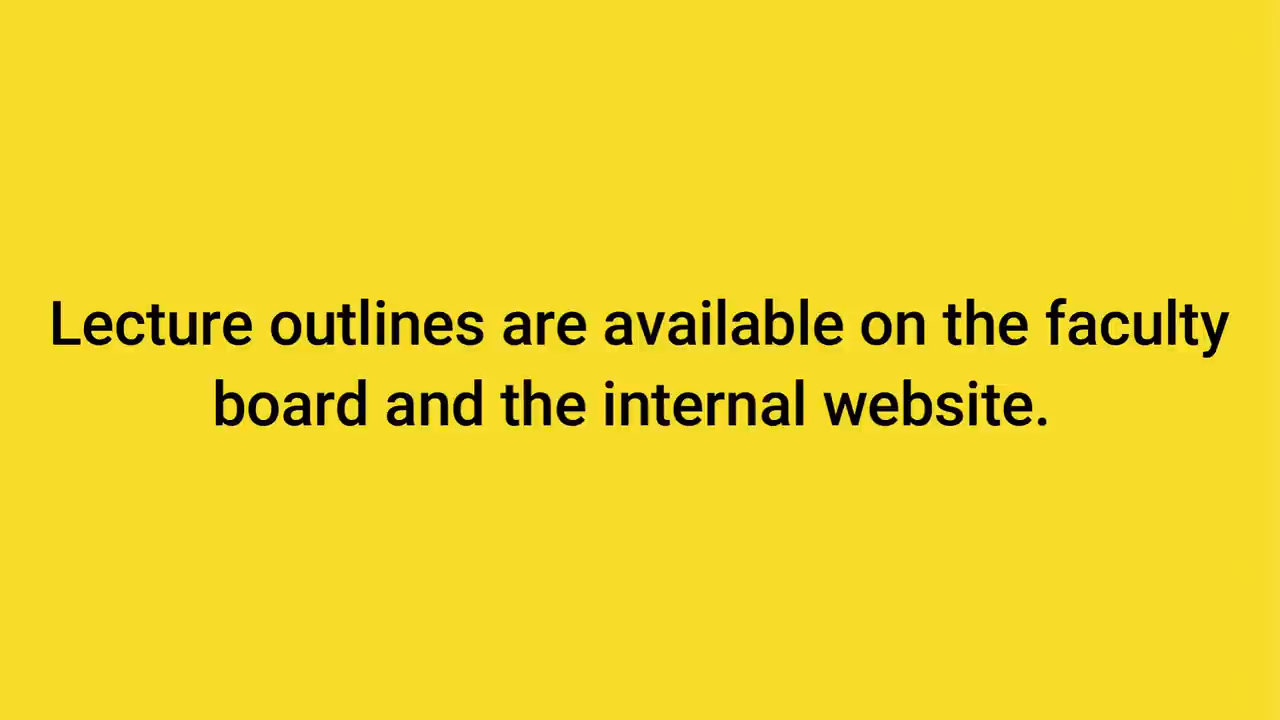 Lecture outlines are available on the faculty
board and the internal website.